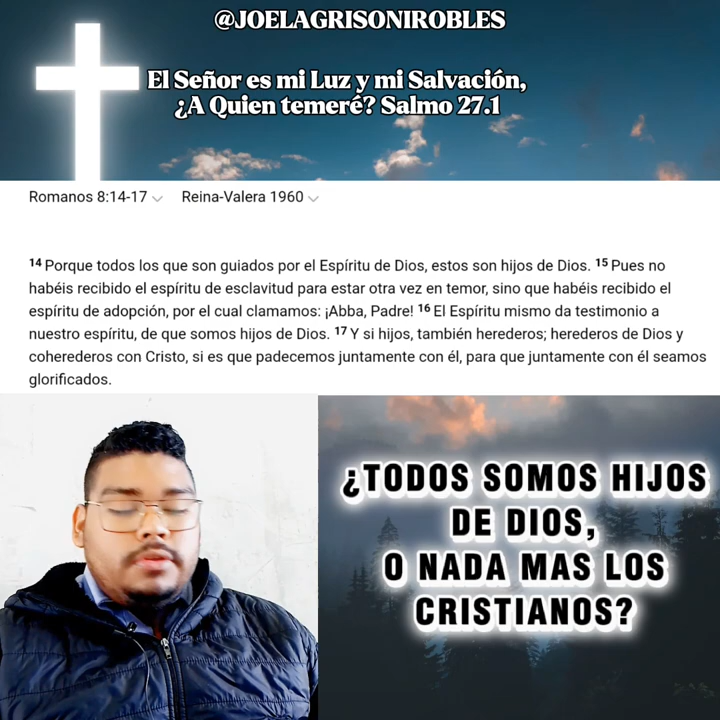 @JOELAGRISONIROBLES
El Señor es mi Luz y mi Salvación,
¿A Quien temeré? Salmo 27.1
Romanos 8:14-17 Reina-Valera 1960
14 Porque todos los que son guiados por el Espíritu de Dios, estos son hijos de Dios. 15 Pues no
habéis recibido el espíritu de esclavitud para estar otra vez en temor, sino que habéis recibido el
espíritu de adopción, por el cual clamamos: ¡Abba, Padre! 16 El Espíritu mismo da testimonio a
nuestro espíritu, de que somos hijos de Dios. 17 Y si hijos, también herederos; herederos de Dios y
coherederos con Cristo, si es que padecemos juntamente con él, para que juntamente con él seamos
glorificados.
¿TODOS SOMOS HIJOS
DE DIOS,
O NADA MAS LOS
CRISTIANOS?